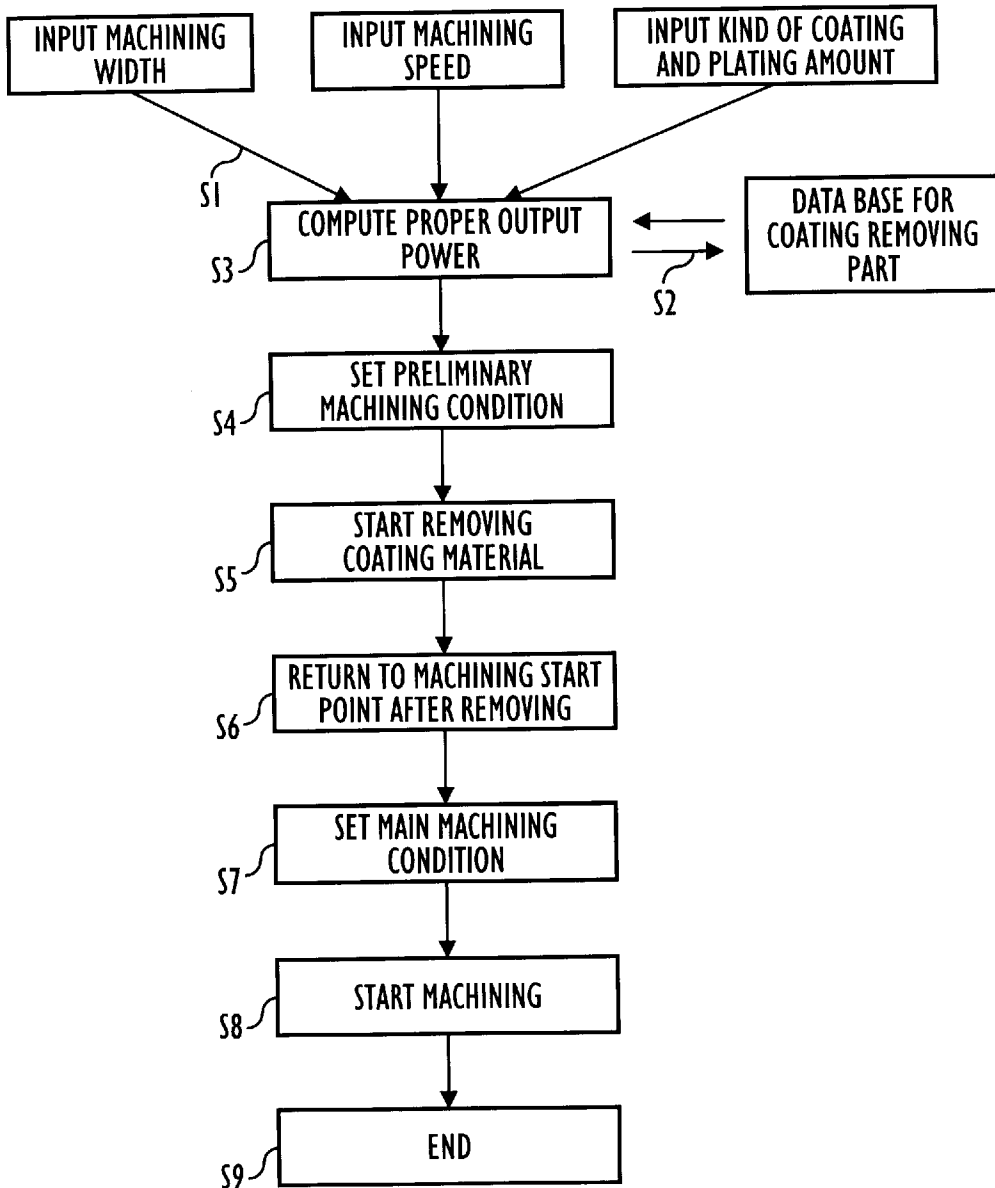 INPUT MACHINING
WIDTH
INPUT MACHINING
SPEED
INPUT KIND OF COATING
AND PLATING AMOUNT
S1
COMPUTE PROPER OUTPUT
POWER
S3
DATA BASE FOR
COATING REMOVING
PART
S2
SET PRELIMINARY
MACHINING CONDITION
S4
START REMOVING
COATING MATERIAL
S5
RETURN TO MACHINING START
POINT AFTER REMOVING
S6
SET MAIN MACHINING
CONDITION
S7
START MACHINING
S8
END
S9